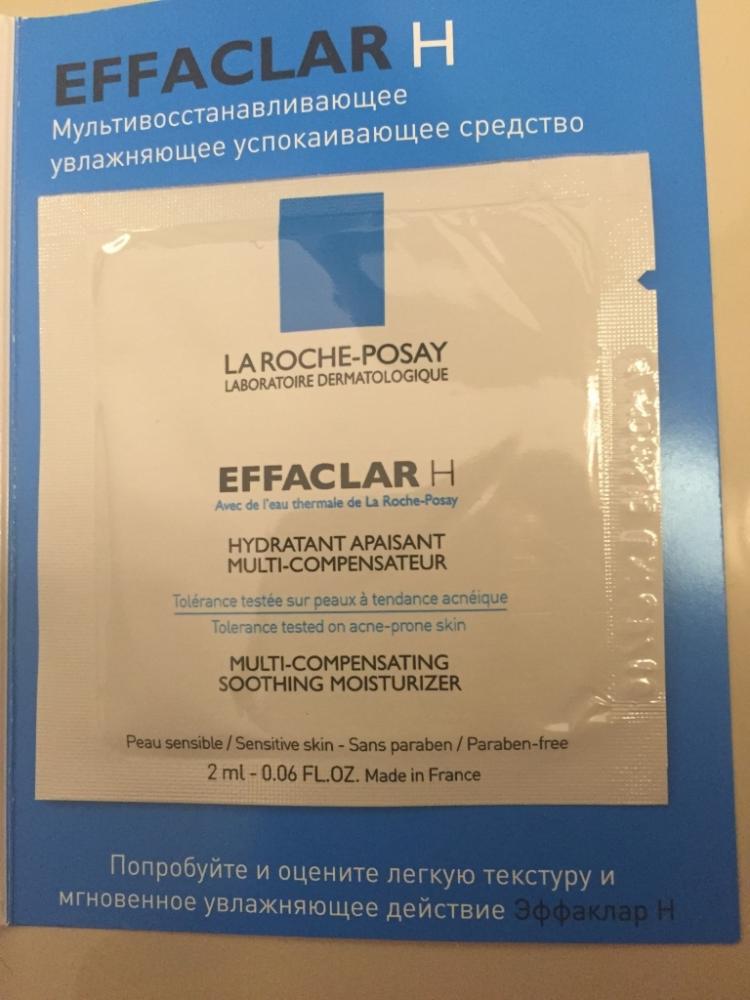 EFFACLAR H
Мультивосстанавливающее
увлажняющее успокаивающее средство
LA ROCHE-POSAY
LABORATOIRE DERMATOLOGIQUE
EFFACLAR H
Avec de l'eau thermale de La Roche-Posay
HYDRATANT APAISANT
MULTI-COMPENSATEUR
Tolérance testée sur peaux à tendance acnéique
Tolerance tested on acne-prone skin
MULTI-COMPENSATING
SOOTHING MOISTURIZER
Peau sensible / Sensitive skin - Sans paraben / Paraben-free
2 ml - 0.06 FL.OZ. Made in France
Попробуйте и оцените легкую текстуру и
мгновенное увлажняющее действие Эффаклар Н